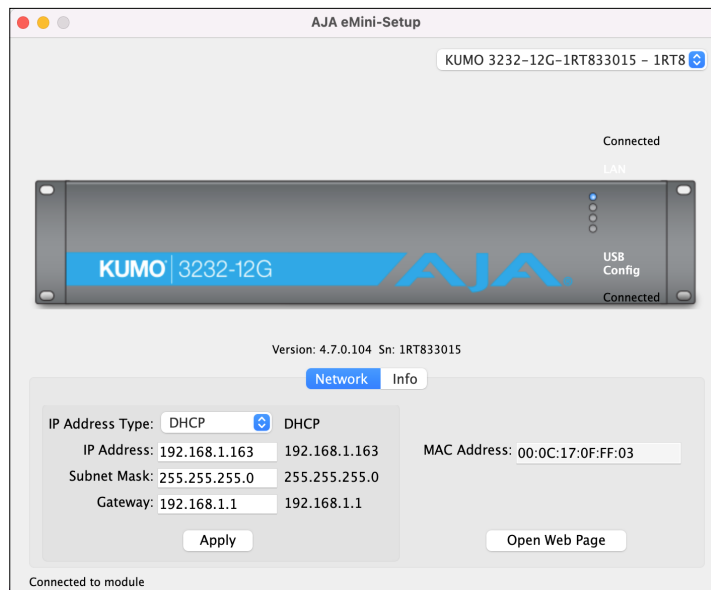 AJA eMini-Setup
KUMO 3232-12G-1RT833015 - 1RT8
Connected
LAN
KUMO 3232-12G
AJA
USB
Config
Connected
Version: 4.7.0.104 Sn: 1RT833015
Network Info
IP Address Type: DHCP DHCP
IP Address: 192.168.1.163 192.168.1.163
MAC Address: 00:0C:17:0F:FF:03
Subnet Mask: 255.255.255.0 255.255.255.0
Gateway: 192.168.1.1 192.168.1.1
Apply
Open Web Page
Connected to module